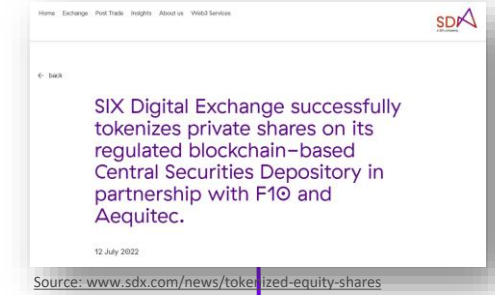 Home Exchange Post Trade Insights About us Web3 Services
SDX
← back
SIX Digital Exchange successfully
tokenizes private shares on its
regulated blockchain-based
Central Securities Depository in
partnership with F10 and
Aequitec.
12 July 2022
Source: www.sdx.com/news/tokenized-equity-shares